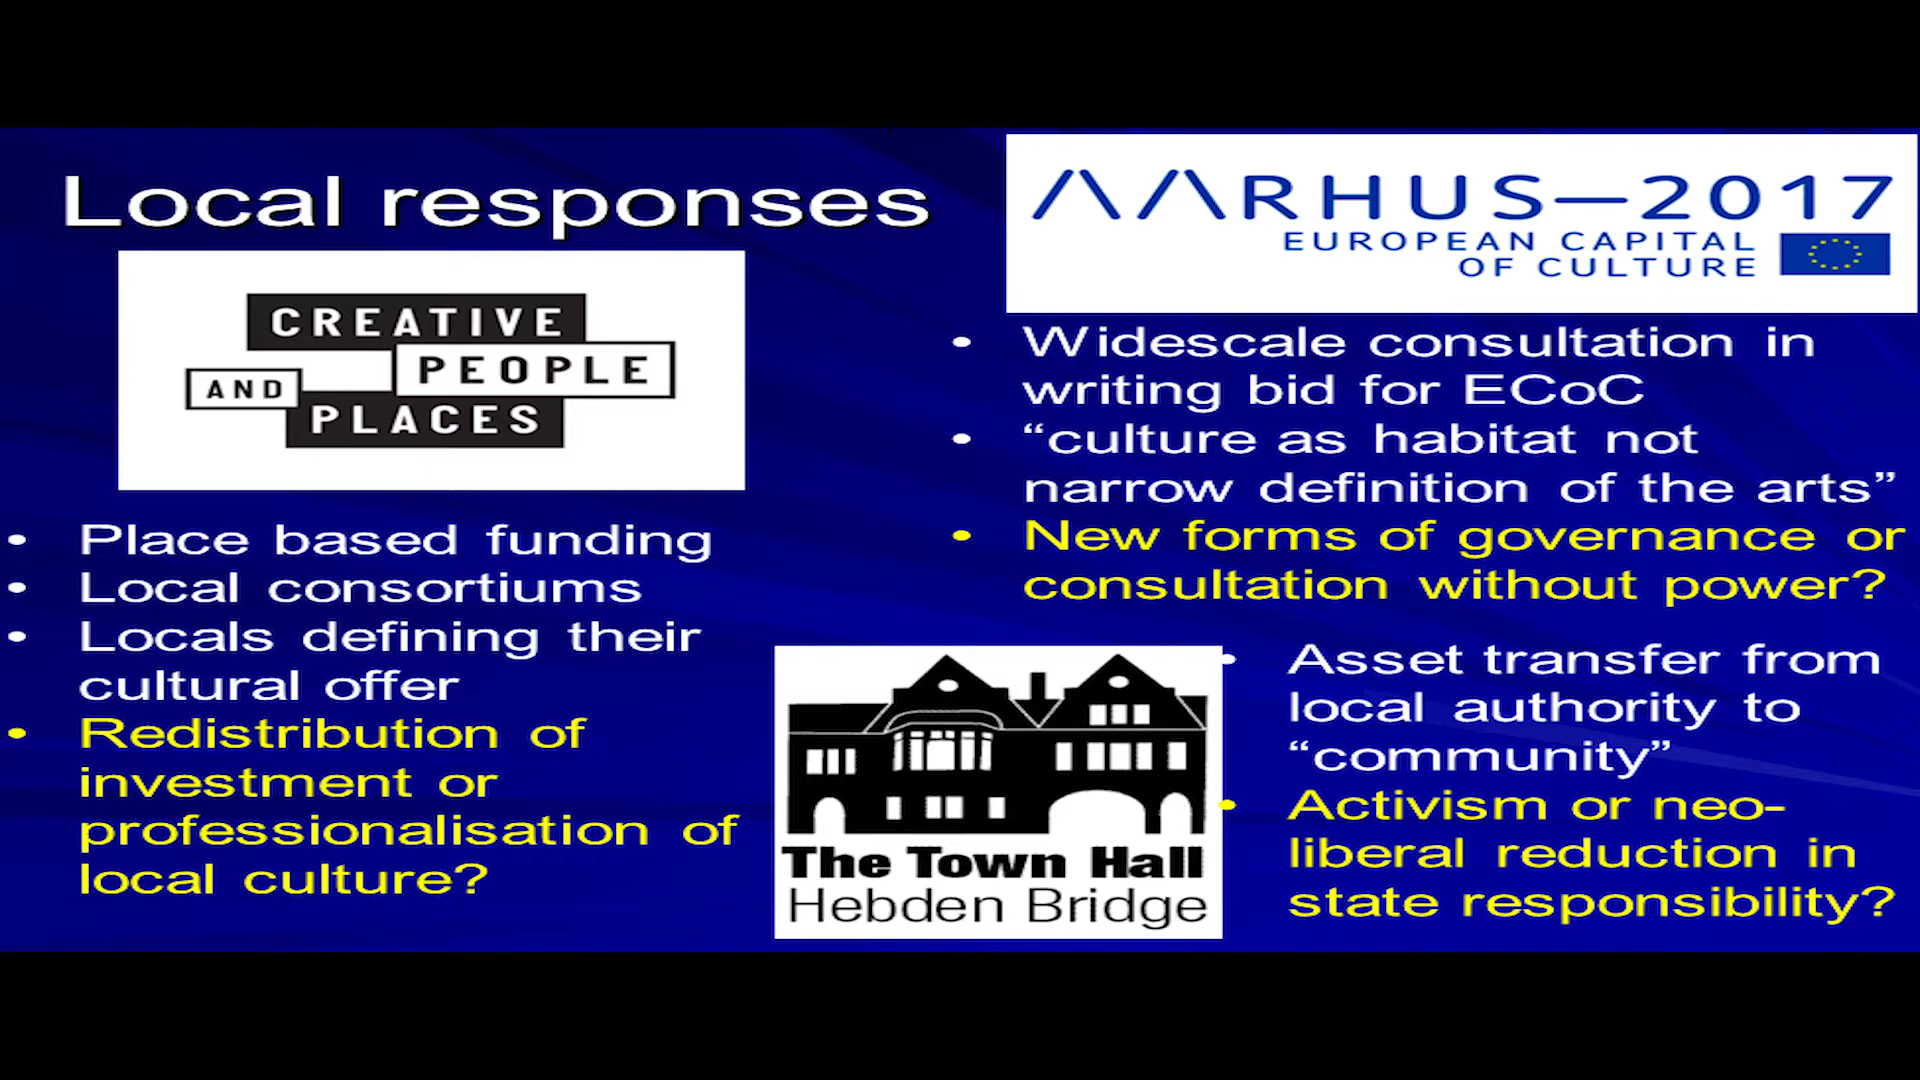 Local responses
CREATIVE
PEOPLE
AND
PLACES
• Place based funding
• Local consortiums
• Locals defining their
cultural offer
• Redistribution of
investment or
professionalisation of
local culture?
AARHUS—2017
EUROPEAN CAPITAL
OF CULTURE
• Widescale consultation in
writing bid for ECoC
• “culture as habitat not
narrow definition of the arts”
• New forms of governance or
consultation without power?
The Town Hall
Hebden Bridge
• Asset transfer from
local authority to
“community”
• Activism or neo-
liberal reduction in
state responsibility?